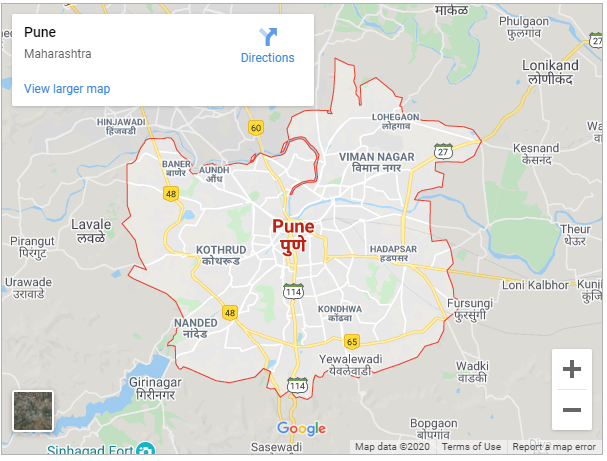 Pune
Maharashtra
Directions
View larger map
माकेळ
Phulgaon
फुलगांव
Lonikand
लोणीकंद
HINJAWADI
हिंजवडी
60
LOHEGAON
लोहगाव
27
Kesnand
केसनंद
BANER
बाणेर
AUNDH
औंध
VIMAN NAGAR
विमान नगर
48
Lavale
लवळे
Pune
पुणे
Theur
थेऊर
Pirangut
पिरंगुट
KOTHRUD
कोथरूड
HADAPSAR
हडपसर
Urawade
उरावडे
114
Loni Kalbhor
Kunji
कुंजि
Fursungi
फुरसुंगी
48
KONDHWA
कोंढवा
NANDED
नांदेड
65
Yewalewadi
येवलेवाडी
Wadki
वडकी
Girinagar
गिरीनगर
114
Google
Bopgaon
बोपगांव
Sinhagad Fort
Sasewadi
Map data ©2020
Terms of Use
Report a map error